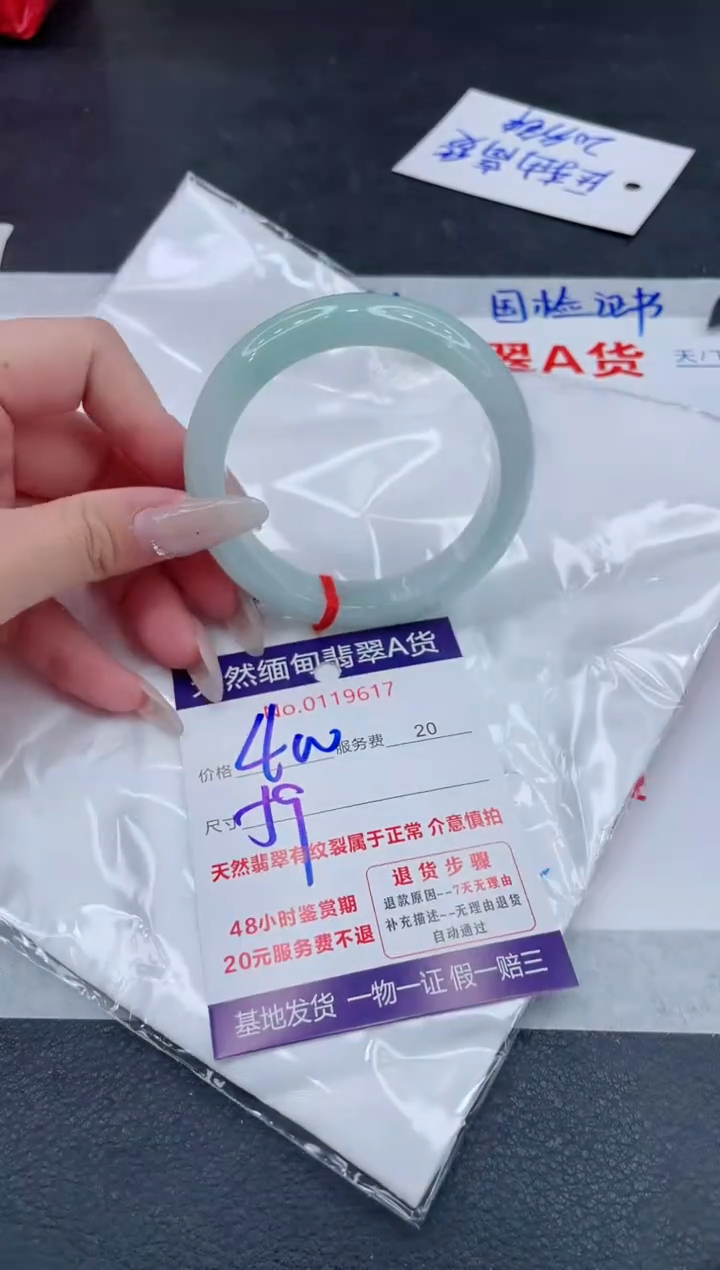 国检证书
翠A货
天然缅甸翡翠A货
No.0119617
价格 400 服务费 20
尺寸 59
天然翡翠有纹裂属于正常 介意慎拍
48小时鉴赏期
20元服务费不退
退货步骤
退款原因--7天无理由
补充描述--无理由退货
自动通过
基地发货 一物一证 假一赔三